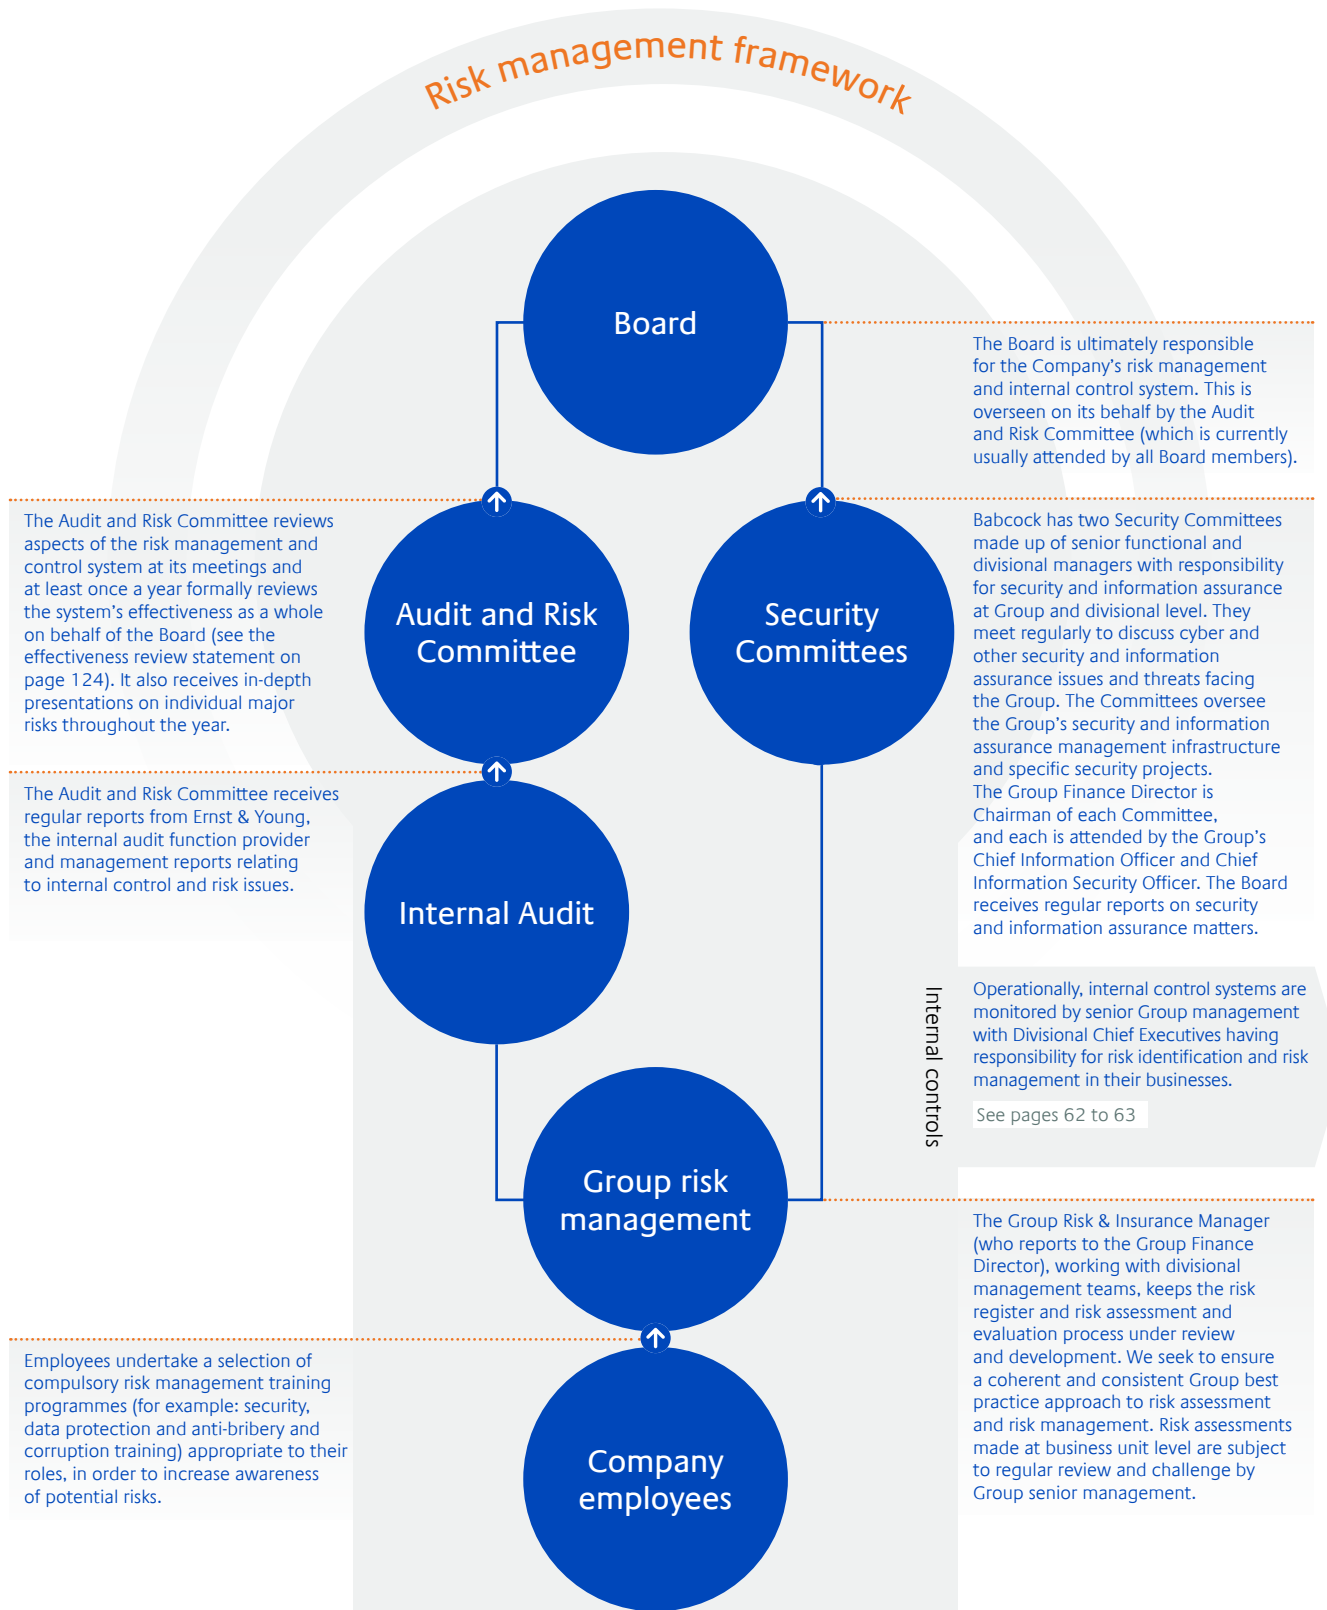 Risk management framework
Board
The Board is ultimately responsible
for the Company's risk management
and internal control system. This is
overseen on its behalf by the Audit
and Risk Committee (which is currently
usually attended by all Board members).
The Audit and Risk Committee reviews
aspects of the risk management and
control system at its meetings and
at least once a year formally reviews
the system's effectiveness as a whole
on behalf of the Board (see the
effectiveness review statement on
page 124). It also receives in-depth
presentations on individual major
risks throughout the year.
Audit and Risk
Committee
Security
Committees
Babcock has two Security Committees
made up of senior functional and
divisional managers with responsibility
for security and information assurance
at Group and divisional level. They
meet regularly to discuss cyber and
other security and information
assurance issues and threats facing
the Group. The Committees oversee
the Group's security and information
assurance management infrastructure
and specific security projects.
The Group Finance Director is
Chairman of each Committee,
and each is attended by the Group's
Chief Information Officer and Chief
Information Security Officer. The Board
receives regular reports on security
and information assurance matters.
The Audit and Risk Committee receives
regular reports from Ernst & Young,
the internal audit function provider
and management reports relating
to internal control and risk issues.
Internal Audit
Internal controls
Operationally, internal control systems are
monitored by senior Group management
with Divisional Chief Executives having
responsibility for risk identification and risk
management in their businesses.
See pages 62 to 63
Group risk
management
The Group Risk & Insurance Manager
(who reports to the Group Finance
Director), working with divisional
management teams, keeps the risk
register and risk assessment and
evaluation process under review
and development. We seek to ensure
a coherent and consistent Group best
practice approach to risk assessment
and risk management. Risk assessments
made at business unit level are subject
to regular review and challenge by
Group senior management.
Employees undertake a selection of
compulsory risk management training
programmes (for example: security,
data protection and anti-bribery and
corruption training) appropriate to their
roles, in order to increase awareness
of potential risks.
Company
employees